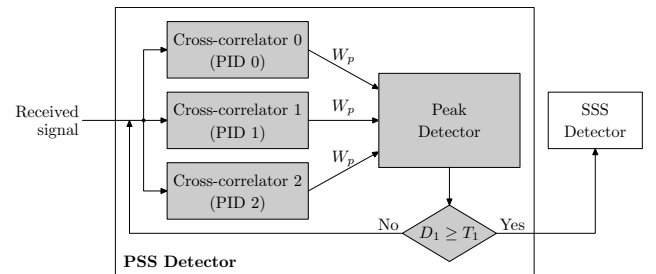 Cross-correlator 0
(PID 0)
W_p
Received
signal
Cross-correlator 1
(PID 1)
W_p
Peak
Detector
SSS
Detector
Cross-correlator 2
(PID 2)
W_p
No
D_1 ≥ T_1
Yes
PSS Detector